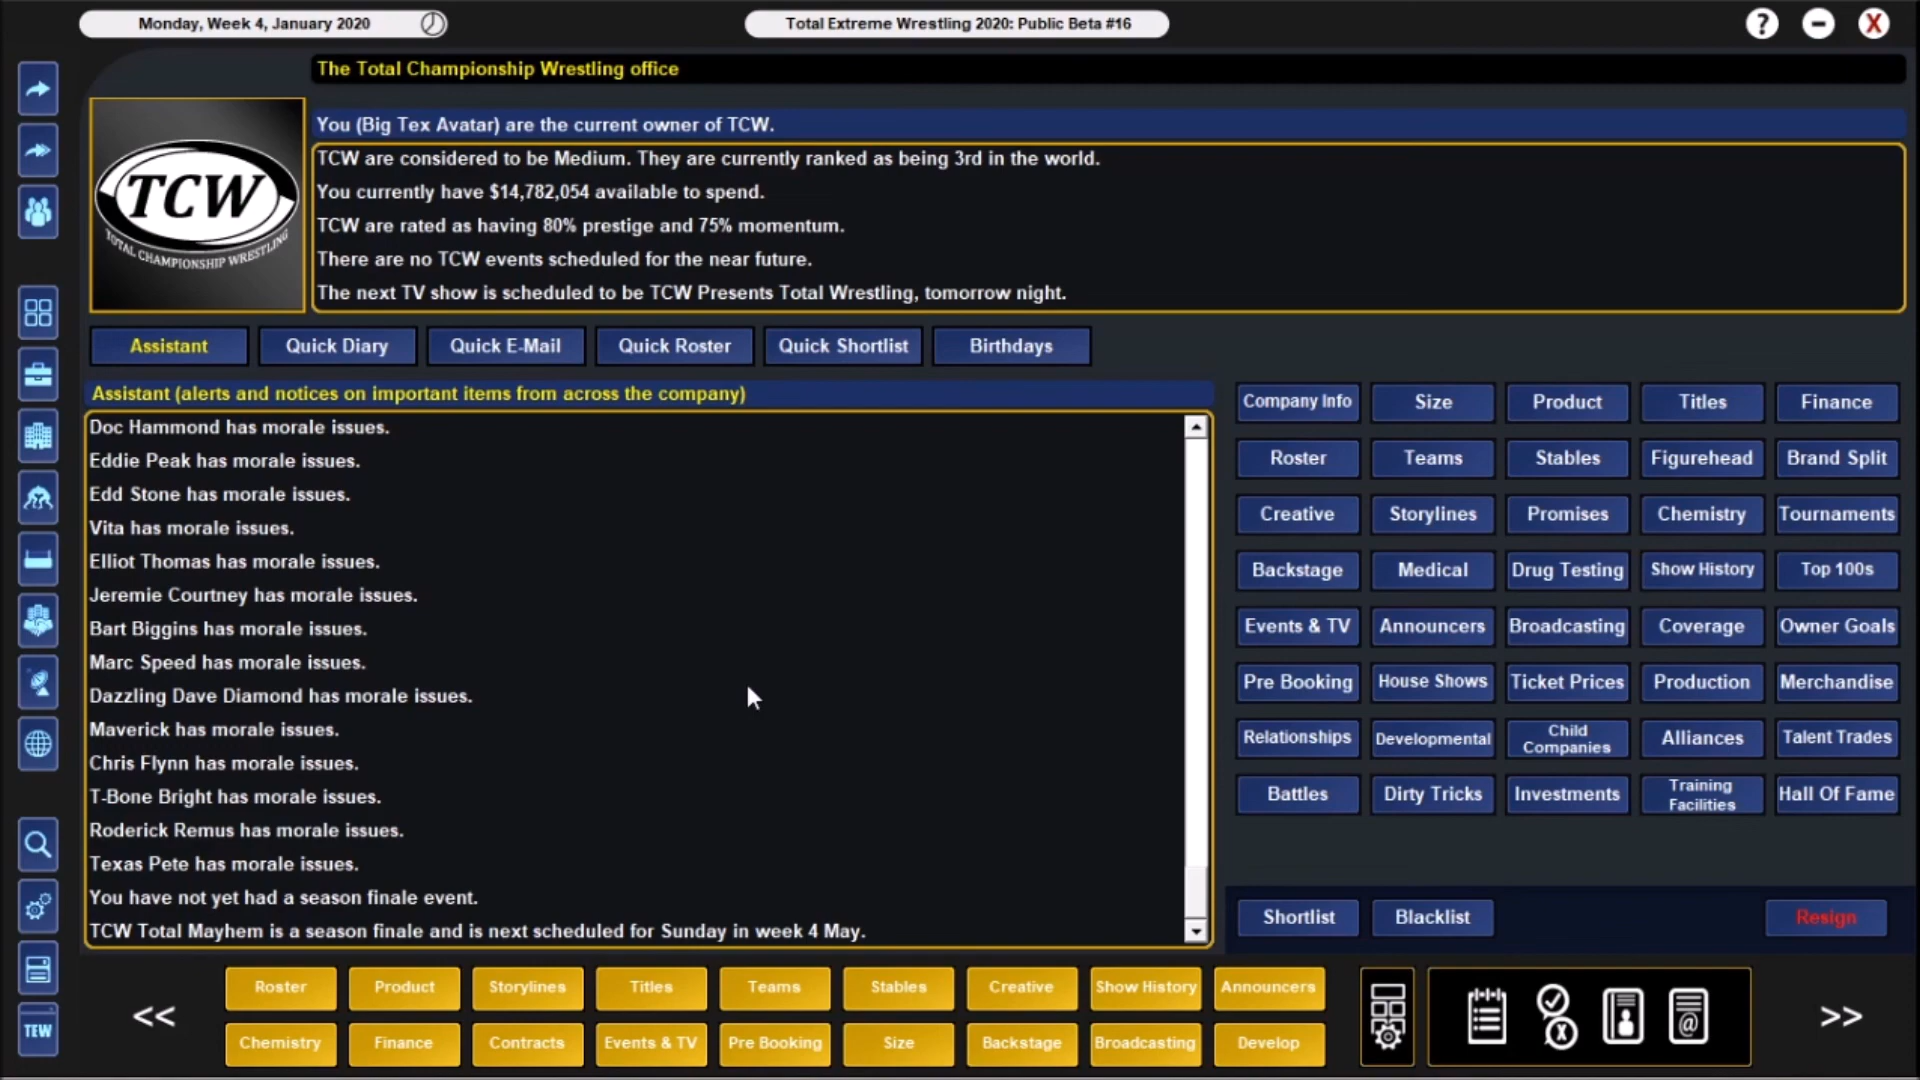 Monday, Week 4, January 2020
Total Extreme Wrestling 2020: Public Beta #16
?
X
The Total Championship Wrestling office
TCW
TOTAL CHAMPIONSHIP WRESTLING
You (Big Tex Avatar) are the current owner of TCW.
TCW are considered to be Medium. They are currently ranked as being 3rd in the world.
You currently have $14,782,054 available to spend.
TCW are rated as having 80% prestige and 75% momentum.
There are no TCW events scheduled for the near future.
The next TV show is scheduled to be TCW Presents Total Wrestling, tomorrow night.
Assistant Quick Diary Quick E-Mail Quick Roster Quick Shortlist Birthdays
Assistant (alerts and notices on important items from across the company)
Doc Hammond has morale issues.
Eddie Peak has morale issues.
Edd Stone has morale issues.
Vita has morale issues.
Elliot Thomas has morale issues.
Jeremie Courtney has morale issues.
Bart Biggins has morale issues.
Marc Speed has morale issues.
Dazzling Dave Diamond has morale issues.
Maverick has morale issues.
Chris Flynn has morale issues.
T-Bone Bright has morale issues.
Roderick Remus has morale issues.
Texas Pete has morale issues.
You have not yet had a season finale event.
TCW Total Mayhem is a season finale and is next scheduled for Sunday in week 4 May.
Company Info Size Product Titles Finance
Roster Teams Stables Figurehead Brand Split
Creative Storylines Promises Chemistry Tournaments
Backstage Medical Drug Testing Show History Top 100s
Events & TV Announcers Broadcasting Coverage Owner Goals
Pre Booking House Shows Ticket Prices Production Merchandise
Relationships Developmental Child Companies Alliances Talent Trades
Battles Dirty Tricks Investments Training Facilities Hall Of Fame
Shortlist Blacklist Resign
TEW
<< Roster Product Storylines Titles Teams Stables Creative Show History Announcers >>
Chemistry Finance Contracts Events & TV Pre Booking Size Backstage Broadcasting Develop